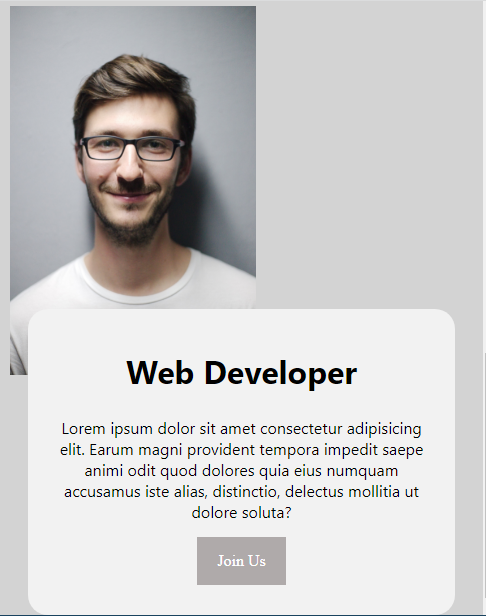 Web Developer
Lorem ipsum dolor sit amet consectetur adipisicing
elit. Earum magni provident tempora impedit saepe
animi odit quod dolores quia eius numquam
accusamus iste alias, distinctio, delectus mollitia ut
dolore soluta?
Join Us